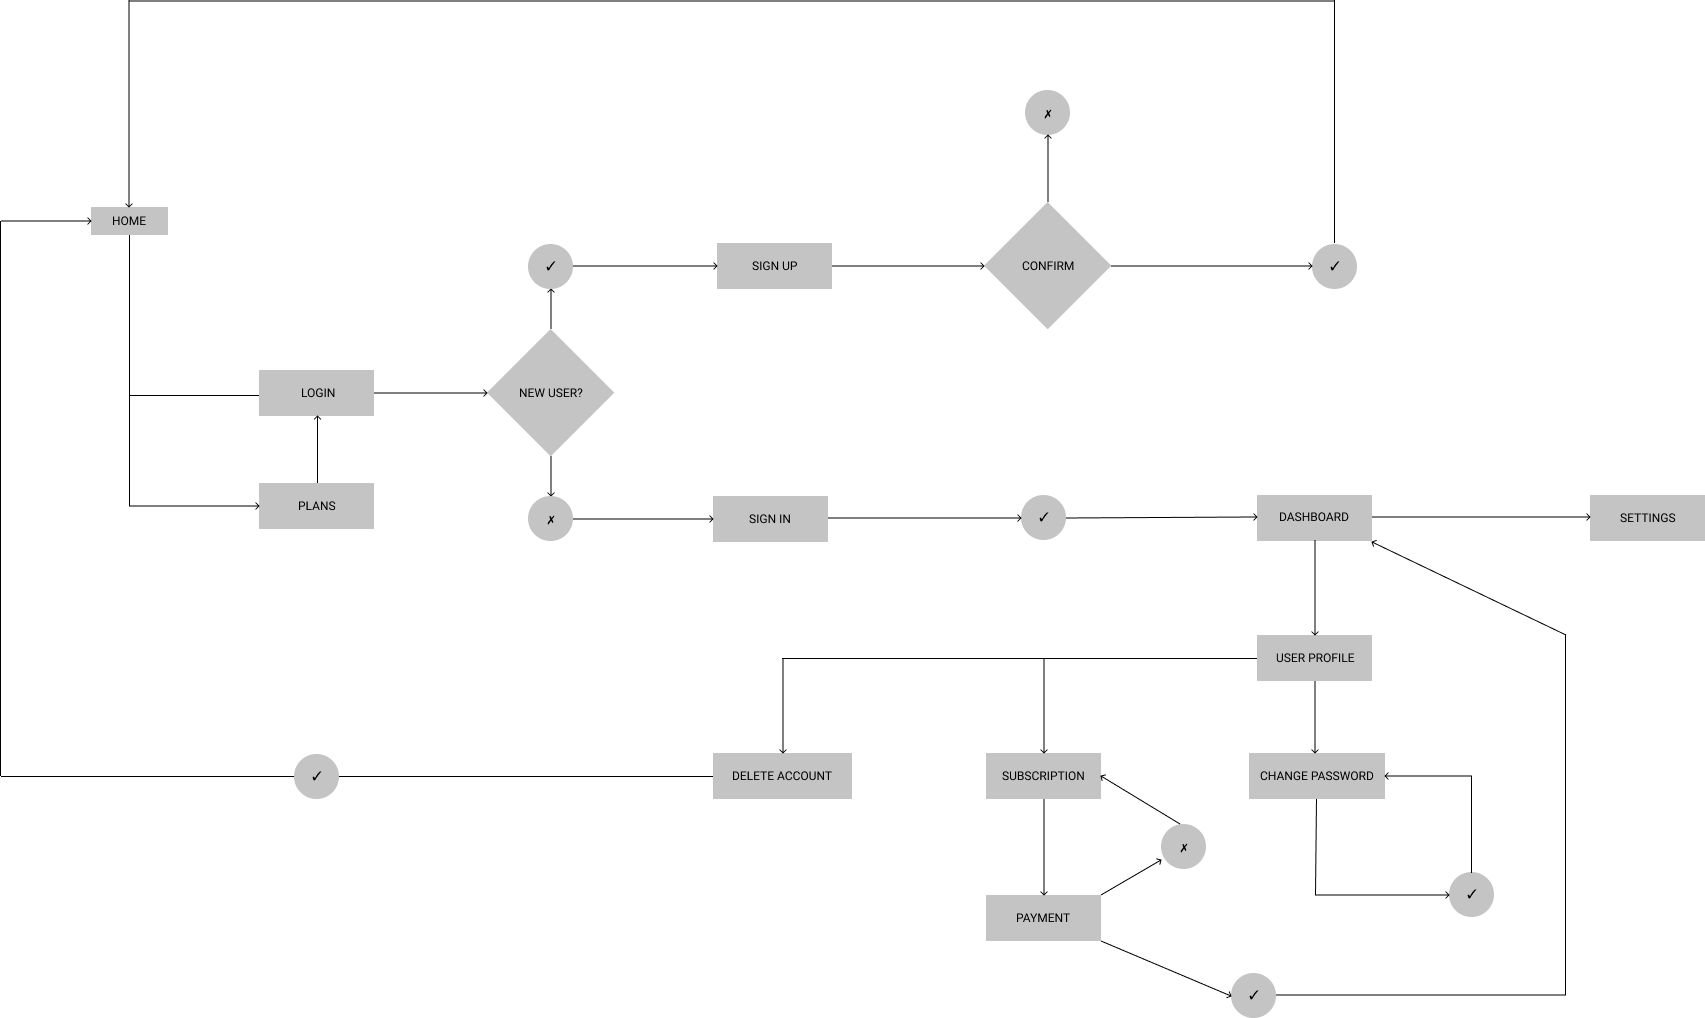 ✗
HOME
✓
SIGN UP
CONFIRM
✓
LOGIN
NEW USER?
PLANS
✗
SIGN IN
✓
DASHBOARD
SETTINGS
USER PROFILE
✓
DELETE ACCOUNT
SUBSCRIPTION
CHANGE PASSWORD
✗
✓
PAYMENT
✓